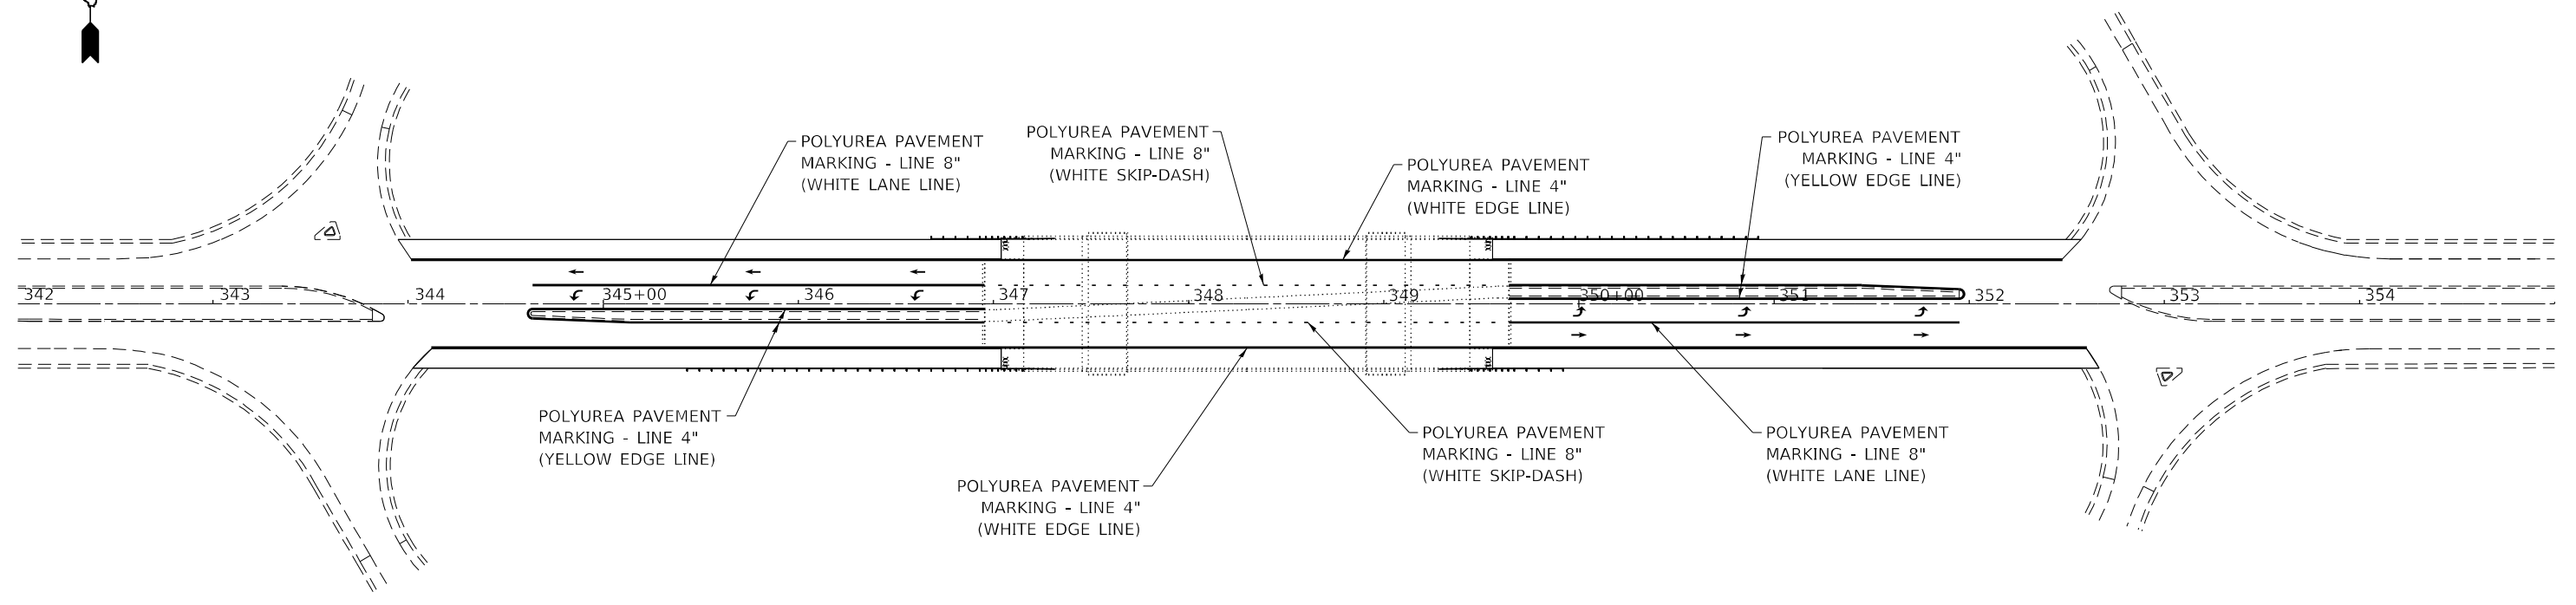 POLYUREA PAVEMENT
MARKING - LINE 8"
(WHITE LANE LINE)
POLYUREA PAVEMENT
MARKING - LINE 8"
(WHITE SKIP-DASH)
POLYUREA PAVEMENT
MARKING - LINE 4"
(WHITE EDGE LINE)
POLYUREA PAVEMENT
MARKING - LINE 4"
(YELLOW EDGE LINE)
342 343 344 345+00 346 347 348 349 350+00 351 352 353 354
POLYUREA PAVEMENT
MARKING - LINE 4"
(YELLOW EDGE LINE)
POLYUREA PAVEMENT
MARKING - LINE 4"
(WHITE EDGE LINE)
POLYUREA PAVEMENT
MARKING - LINE 8"
(WHITE SKIP-DASH)
POLYUREA PAVEMENT
MARKING - LINE 8"
(WHITE LANE LINE)